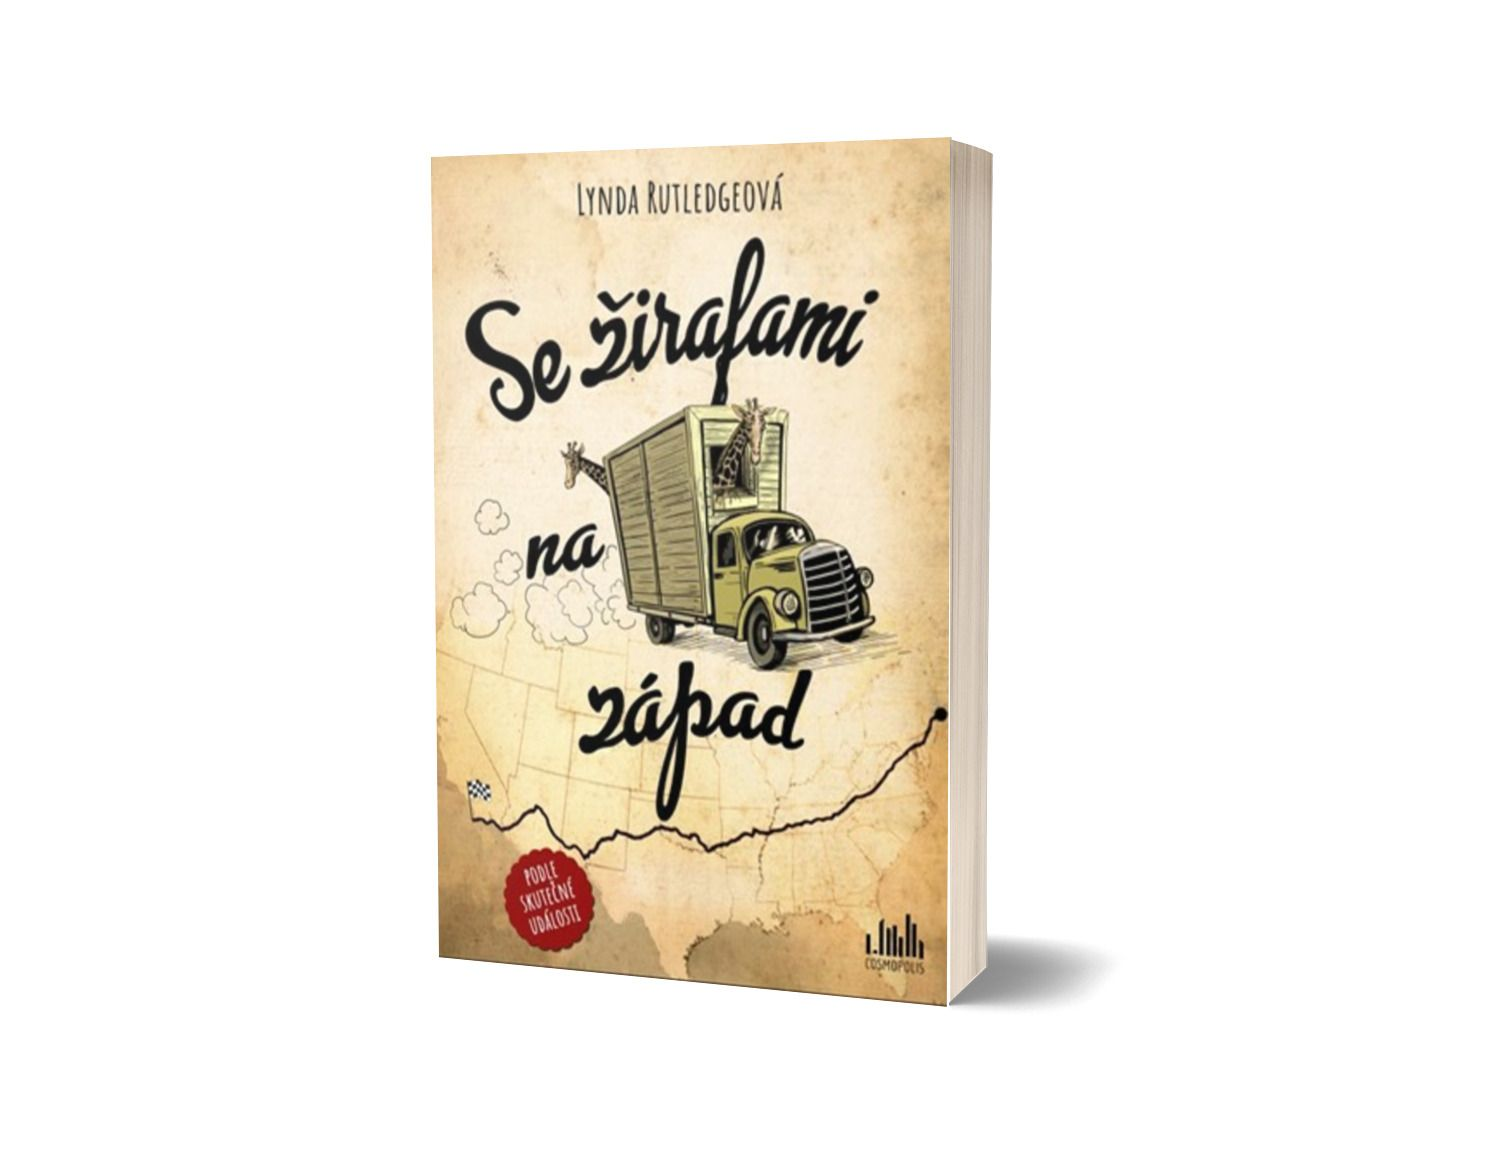 LYNDA RUTLEDGEOVÁ
Se žirafami
na
západ
PODLE
SKUTEČNÉ
UDÁLOSTI
COSMOPOLIS